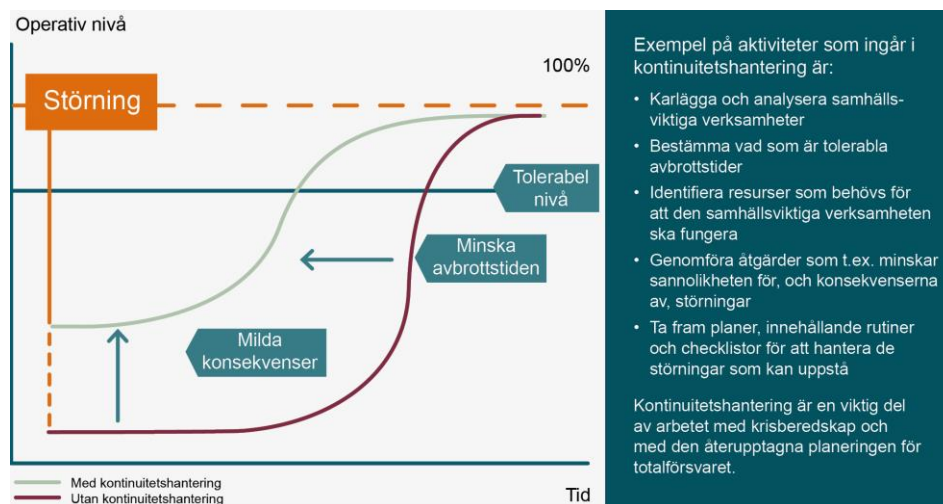 Operativ nivå
100%
Störning
Tolerabel
nivå
Minska
avbrottstiden
Milda
konsekvenser
Med kontinuitetshantering
Utan kontinuitetshantering
Tid
Exempel på aktiviteter som ingår i
kontinuitetshantering är:
• Karlägga och analysera samhälls-
viktiga verksamheter
• Bestämma vad som är tolerabla
avbrottstider
• Identifiera resurser som behövs för
att den samhällsviktiga verksamheten
ska fungera
• Genomföra åtgärder som t.ex. minskar
sannolikheten för, och konsekvenserna
av, störningar
• Ta fram planer, innehållande rutiner
och checklistor för att hantera de
störningar som kan uppstå
Kontinuitetshantering är en viktig del
av arbetet med krisberedskap och
med den återupptagna planeringen för
totalförsvaret.